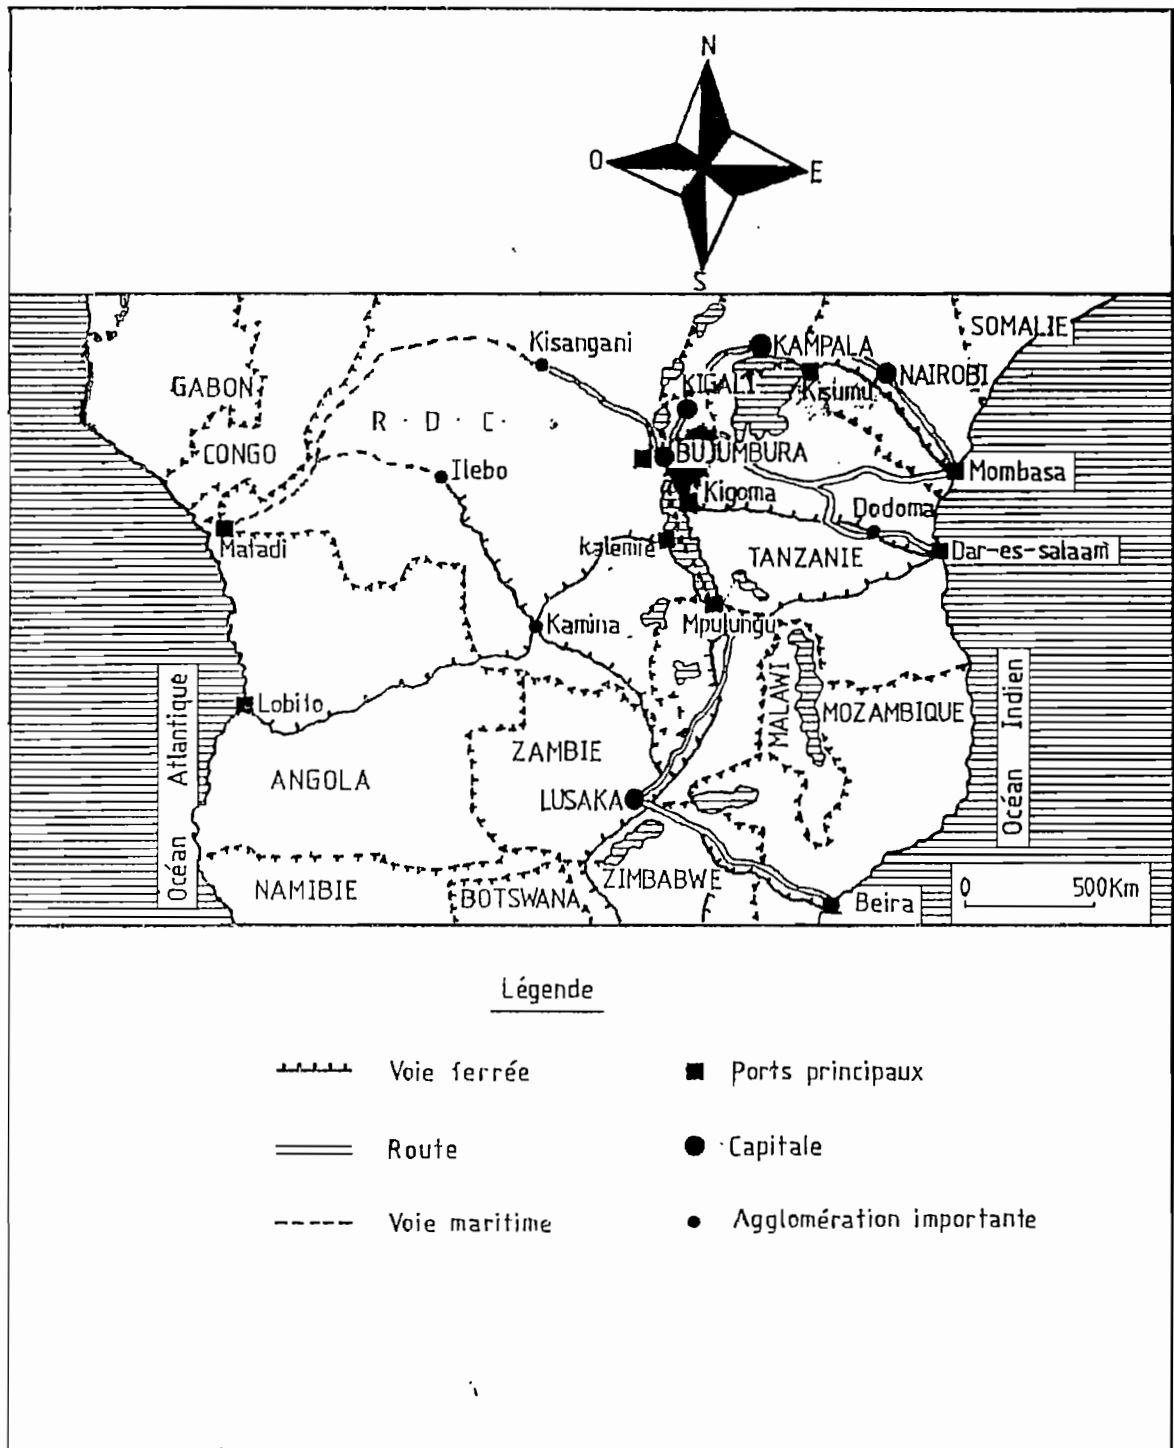 N
O
E
S
SOMALIE
Kisangani
KAMPALA
GABON
KIGALI
Kisumu
NAIROBI
R · D · C ·
CONGO
BUJUMBURA
Ilebo
Kigoma
Mombasa
Dodoma
Matadi
kalemie
TANZANIE
Dar-es-salaam
Kamina
Mpulungu
Océan Atlantique
Lobito
MALAWI
MOZAMBIQUE
Océan Indien
ZAMBIE
ANGOLA
LUSAKA
NAMIBIE
BOTSWANA
ZIMBABWE
Beira
0 500Km
Légende
Voie ferrée
Ports principaux
Route
Capitale
Voie maritime
Agglomération importante